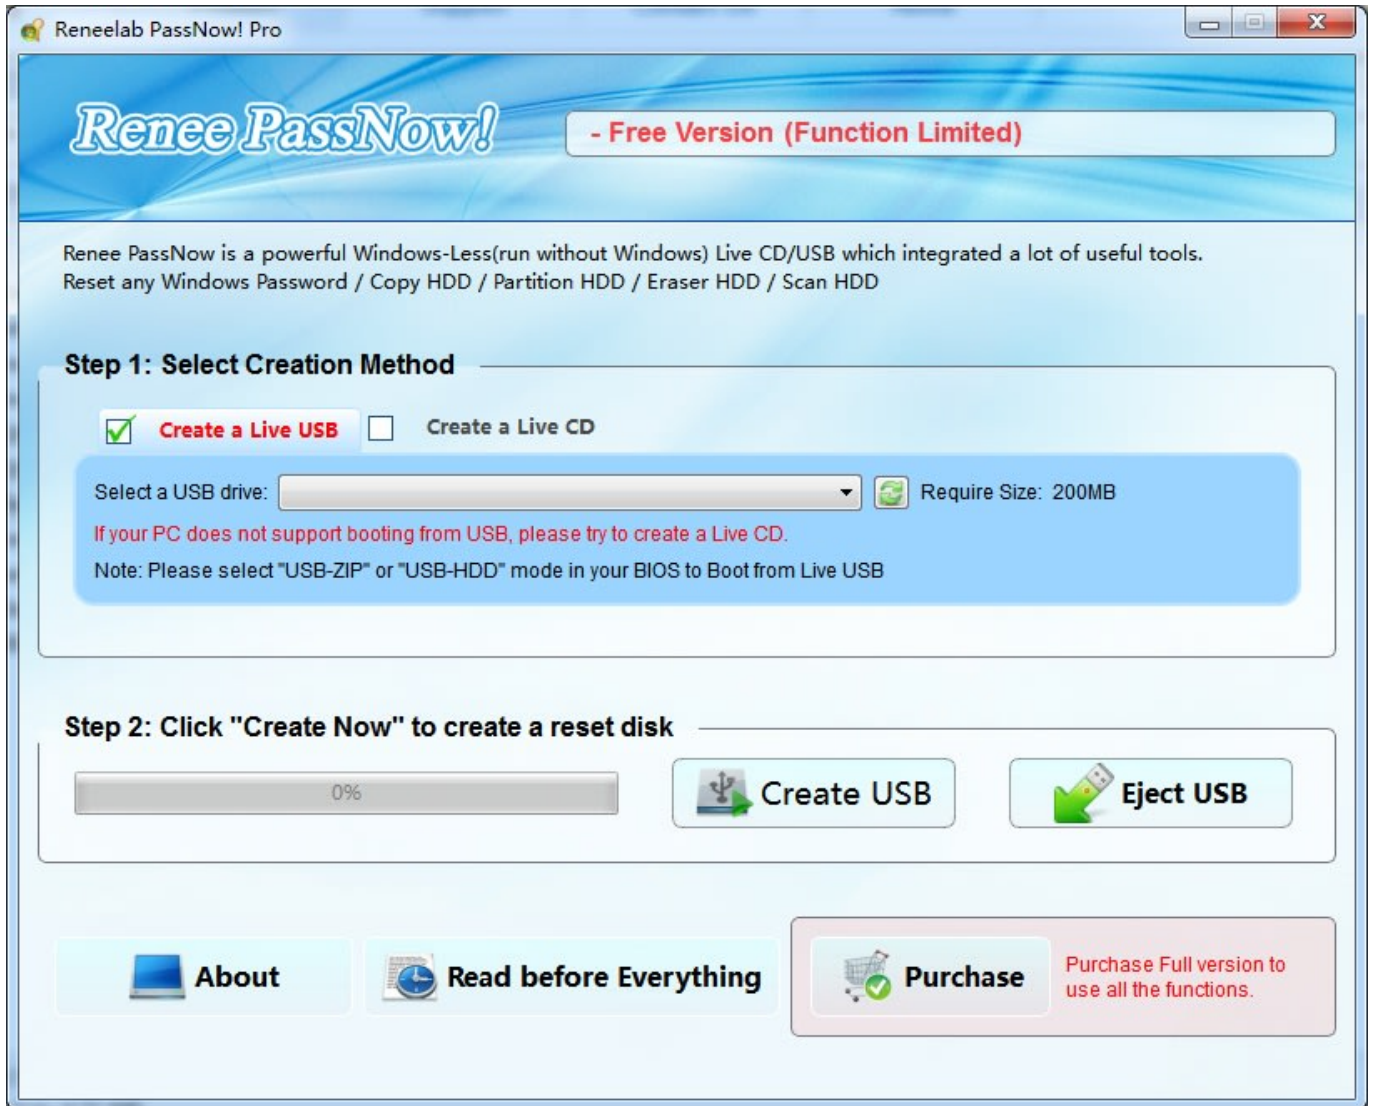 Reneelab PassNow! Pro
Renee PassNow!
- Free Version (Function Limited)
Renee PassNow is a powerful Windows-Less(run without Windows) Live CD/USB which integrated a lot of useful tools.
Reset any Windows Password / Copy HDD / Partition HDD / Eraser HDD / Scan HDD
Step 1: Select Creation Method
Create a Live USB
Create a Live CD
Select a USB drive:
Require Size: 200MB
If your PC does not support booting from USB, please try to create a Live CD.
Note: Please select "USB-ZIP" or "USB-HDD" mode in your BIOS to Boot from Live USB
Step 2: Click "Create Now" to create a reset disk
0%
Create USB
Eject USB
About
Read before Everything
Purchase
Purchase Full version to
use all the functions.